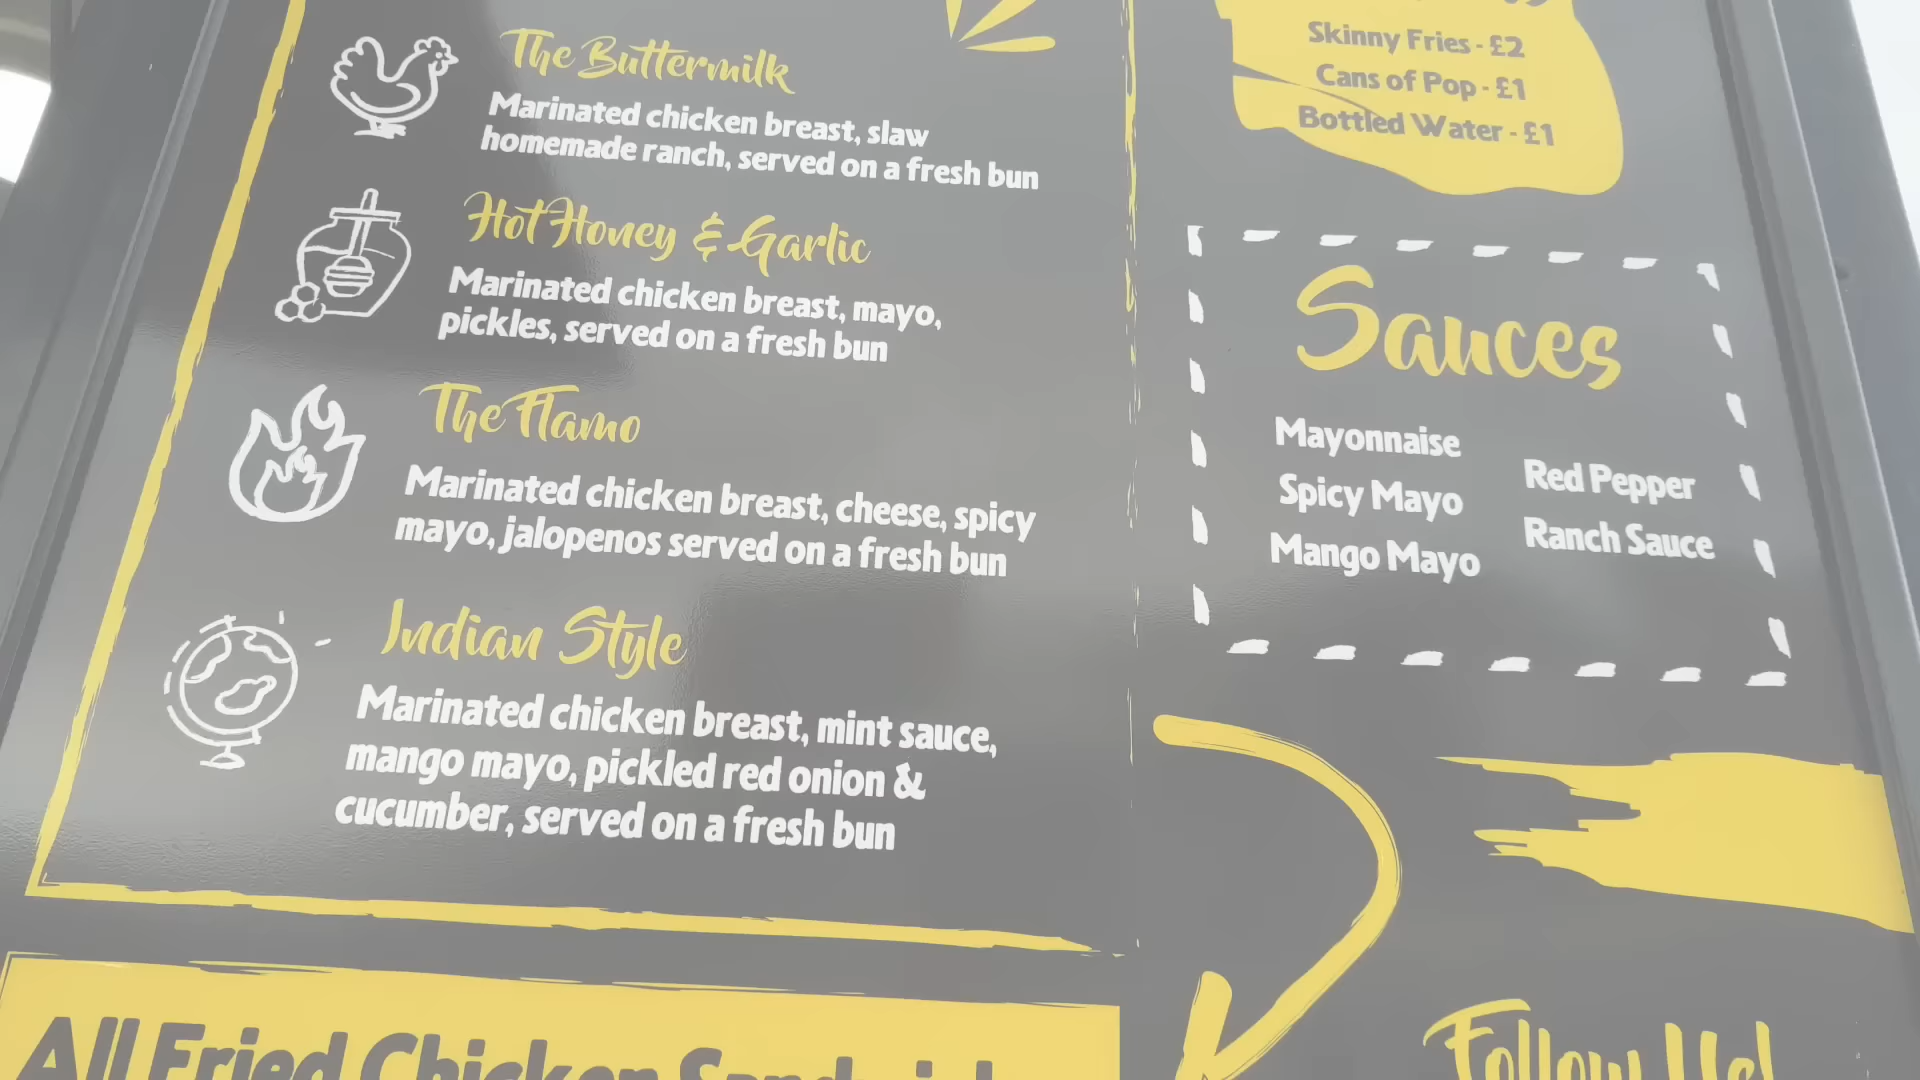 The Buttermilk
Marinated chicken breast, slaw
homemade ranch, served on a fresh bun
Hot Honey & Garlic
Marinated chicken breast, mayo,
pickles, served on a fresh bun
The Flamo
Marinated chicken breast, cheese, spicy
mayo, jalopenos served on a fresh bun
Indian Style
Marinated chicken breast, mint sauce,
mango mayo, pickled red onion &
cucumber, served on a fresh bun
All Fried Chicken
Skinny Fries - £2
Cans of Pop - £1
Bottled Water - £1
Sauces
Mayonnaise
Spicy Mayo
Mango Mayo
Red Pepper
Ranch Sauce
Follow Us!